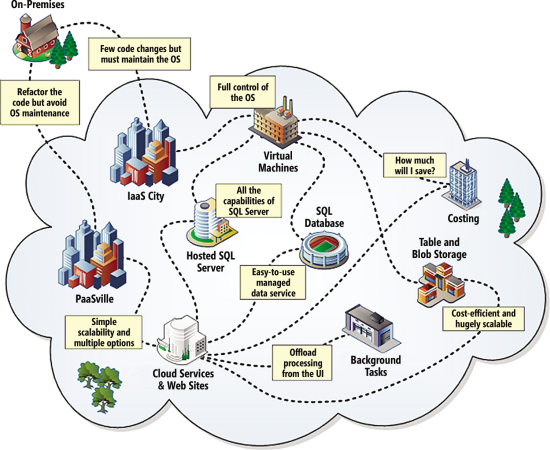 On-Premises
Few code changes but
must maintain the OS
Refactor the
code but avoid
OS maintenance
Full control of
the OS
Virtual
Machines
IaaS City
How much
will I save?
Costing
All the
capabilities of
SQL Server
Hosted SQL
Server
SQL
Database
Table and
Blob Storage
Easy-to-use
managed
data service
PaaSville
Simple
scalability and
multiple options
Cost-efficient and
hugely scalable
Cloud Services
& Web Sites
Offload
processing
from the UI
Background
Tasks